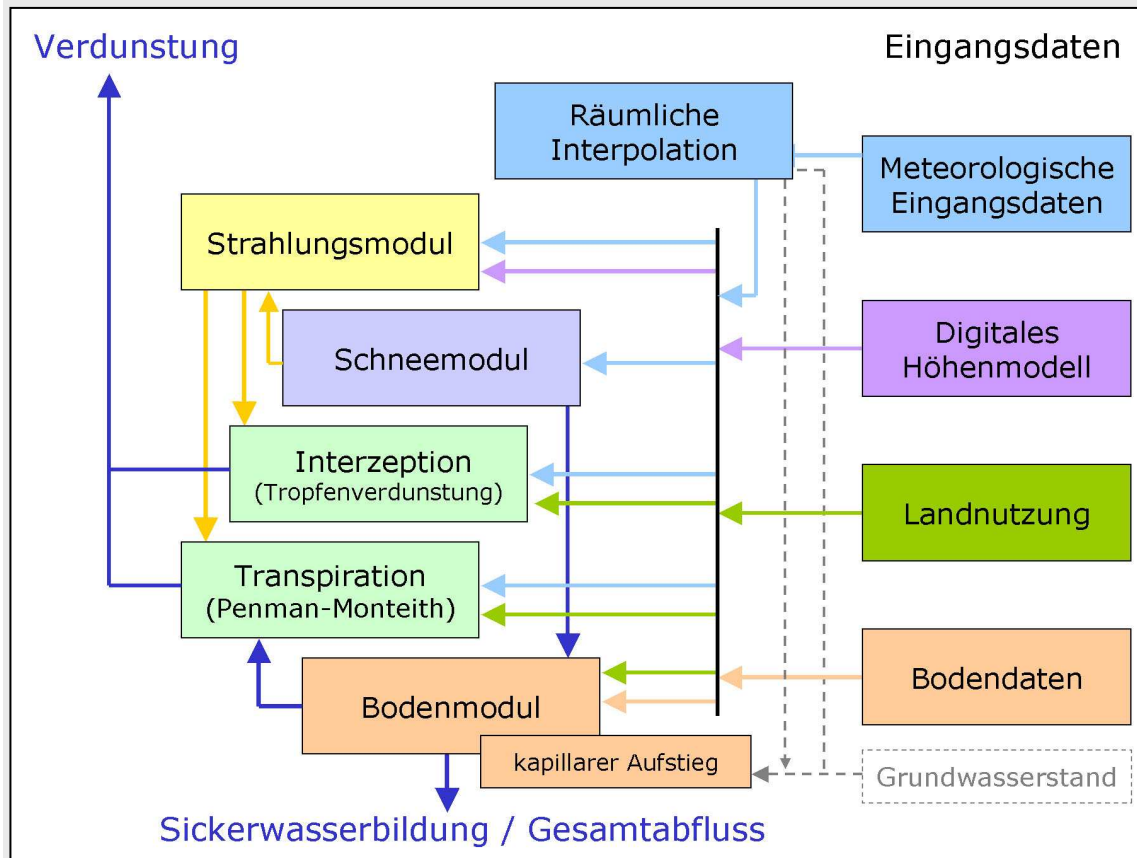 Verdunstung
Eingangsdaten
Räumliche
Interpolation
Meteorologische
Eingangsdaten
Strahlungsmodul
Digitales
Höhenmodell
Schneemodul
Interzeption
(Tropfenverdunstung)
Landnutzung
Transpiration
(Penman-Monteith)
Bodendaten
Bodenmodul
kapillarer Aufstieg
Grundwasserstand
Sickerwasserbildung / Gesamtabfluss